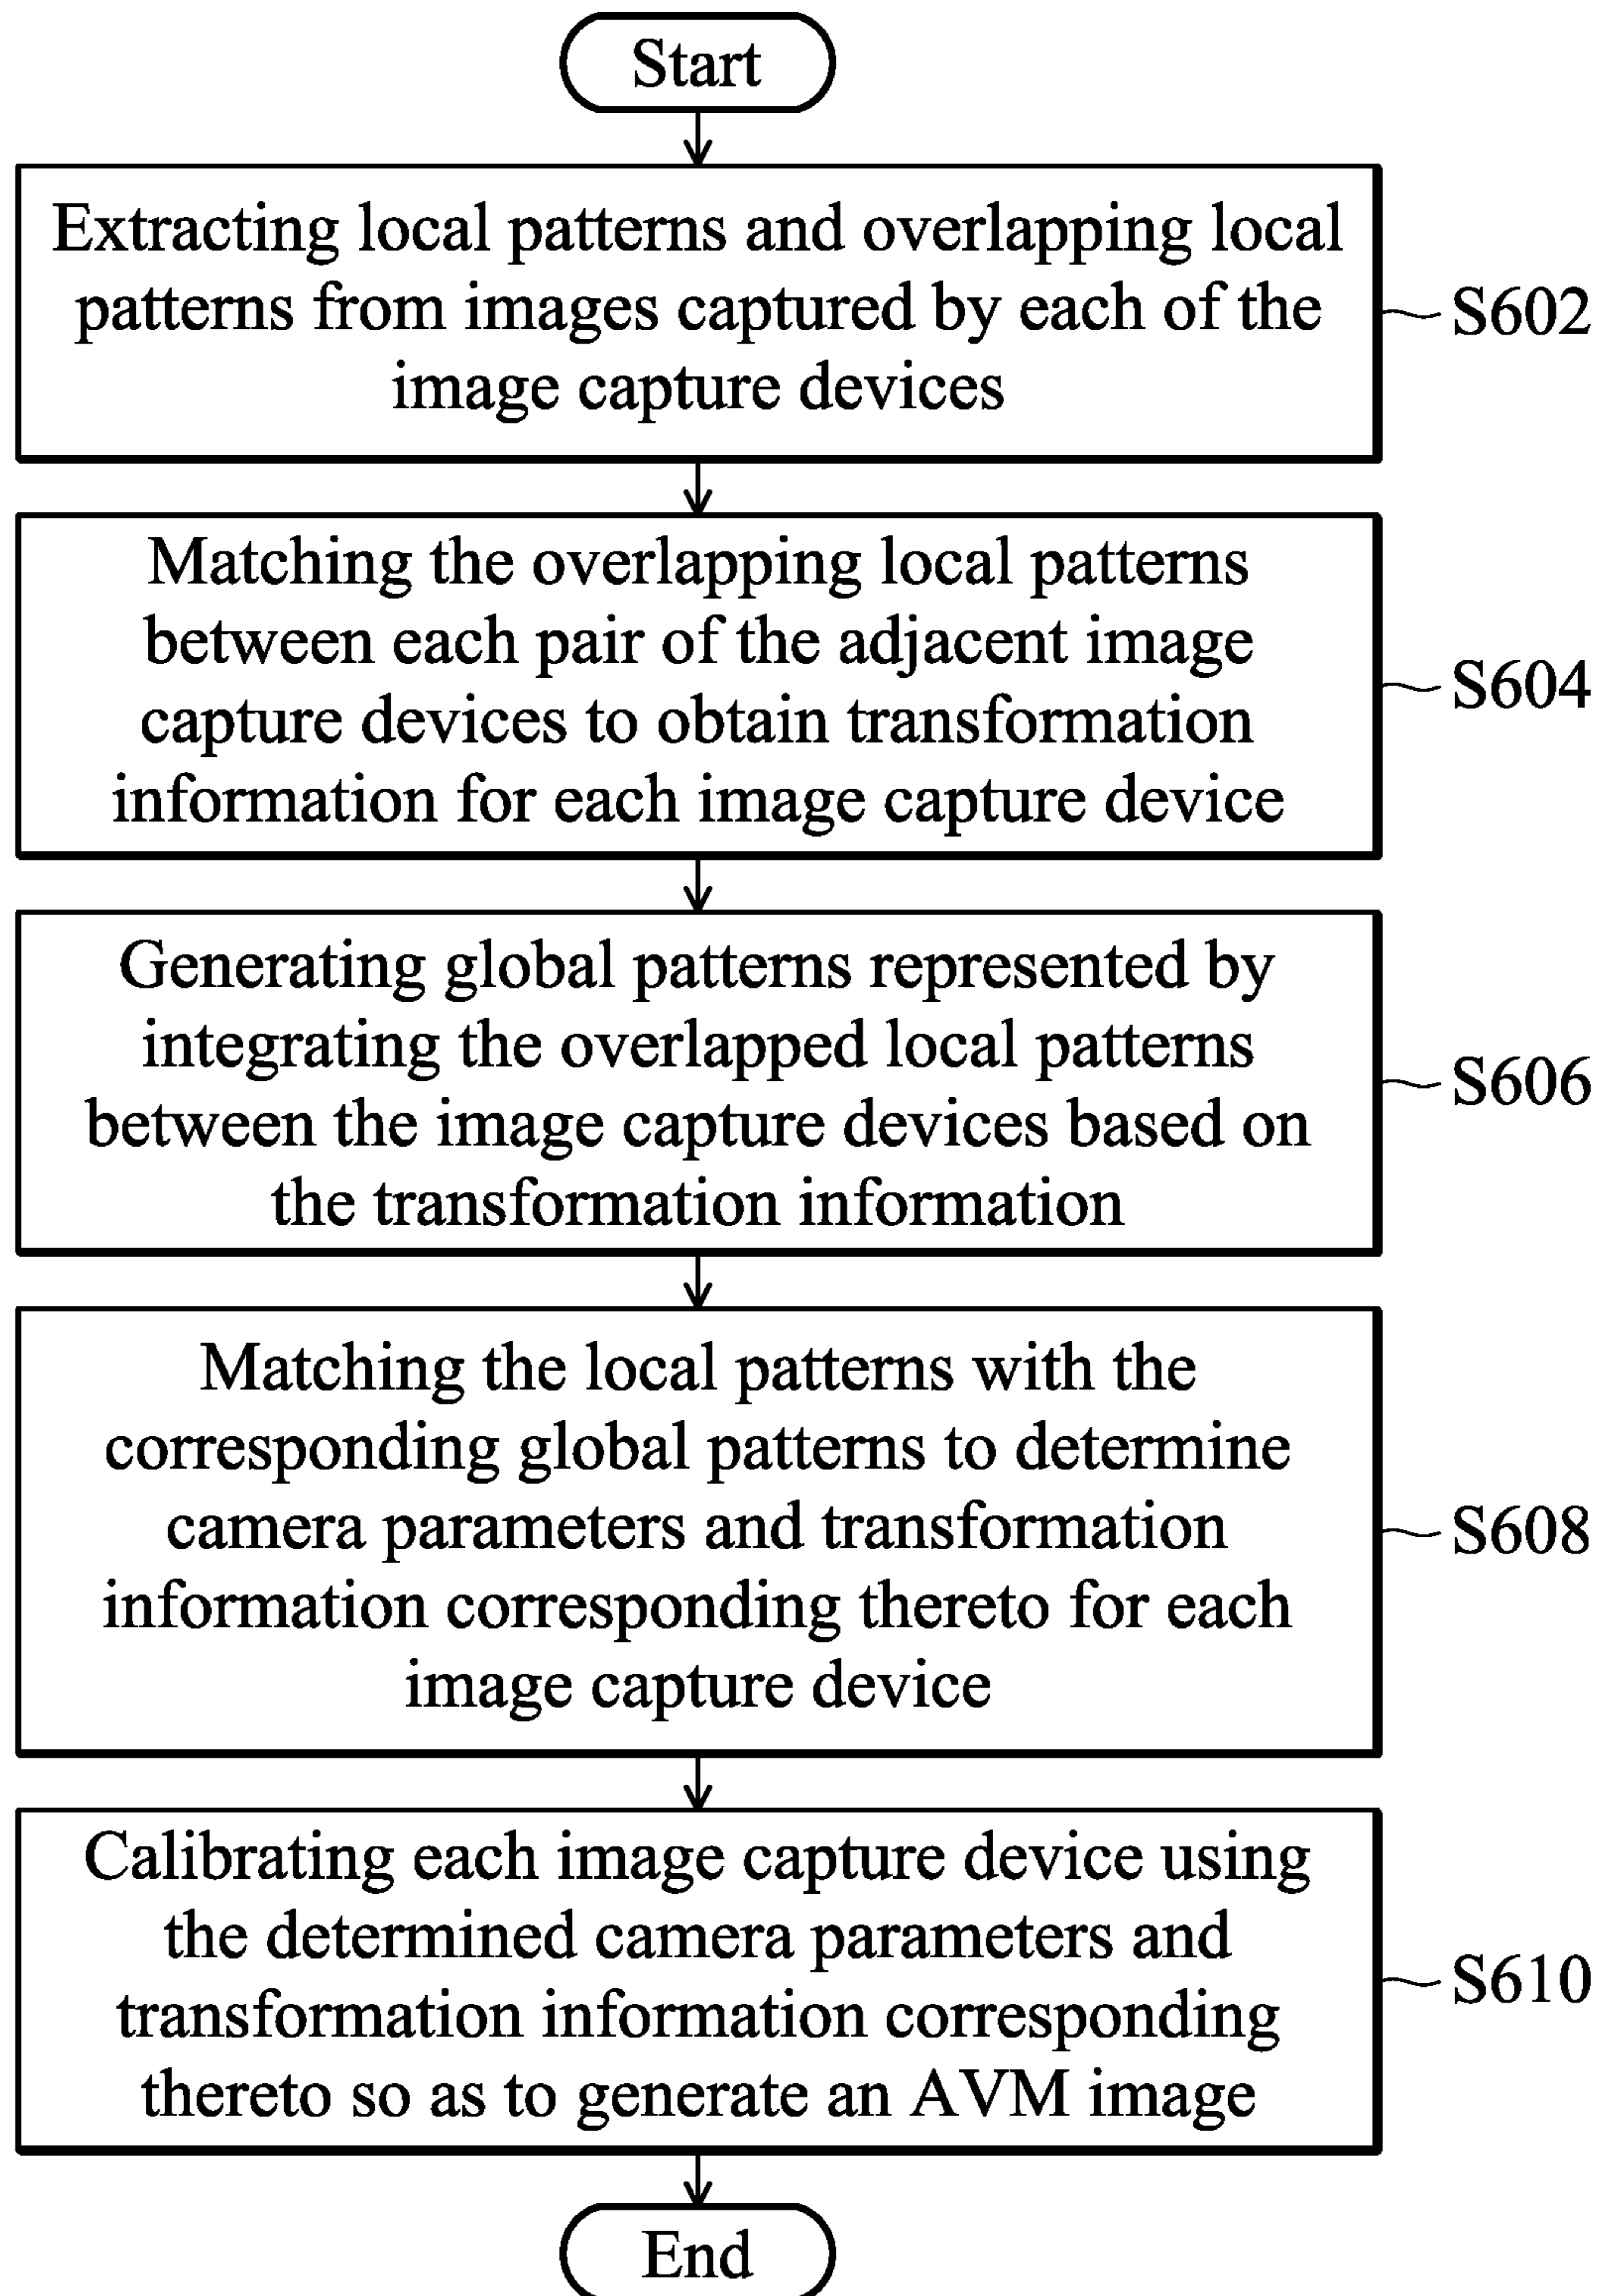 Start
Extracting local patterns and overlapping local
patterns from images captured by each of the
image capture devices
S602
Matching the overlapping local patterns
between each pair of the adjacent image
capture devices to obtain transformation
information for each image capture device
S604
Generating global patterns represented by
integrating the overlapped local patterns
between the image capture devices based on
the transformation information
S606
Matching the local patterns with the
corresponding global patterns to determine
camera parameters and transformation
information corresponding thereto for each
image capture device
S608
Calibrating each image capture device using
the determined camera parameters and
transformation information corresponding
thereto so as to generate an AVM image
S610
End